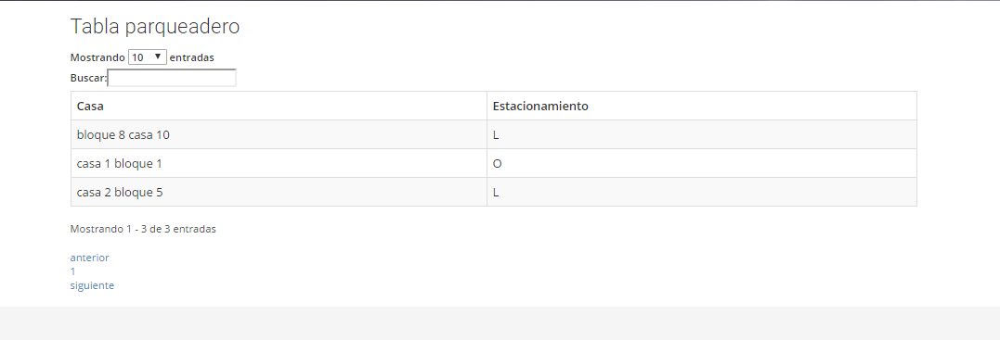 Tabla parqueadero
Mostrando 10 entradas
Buscar:
Casa Estacionamiento
bloque 8 casa 10 L
casa 1 bloque 1 O
casa 2 bloque 5 L
Mostrando 1 - 3 de 3 entradas
anterior
1
siguiente